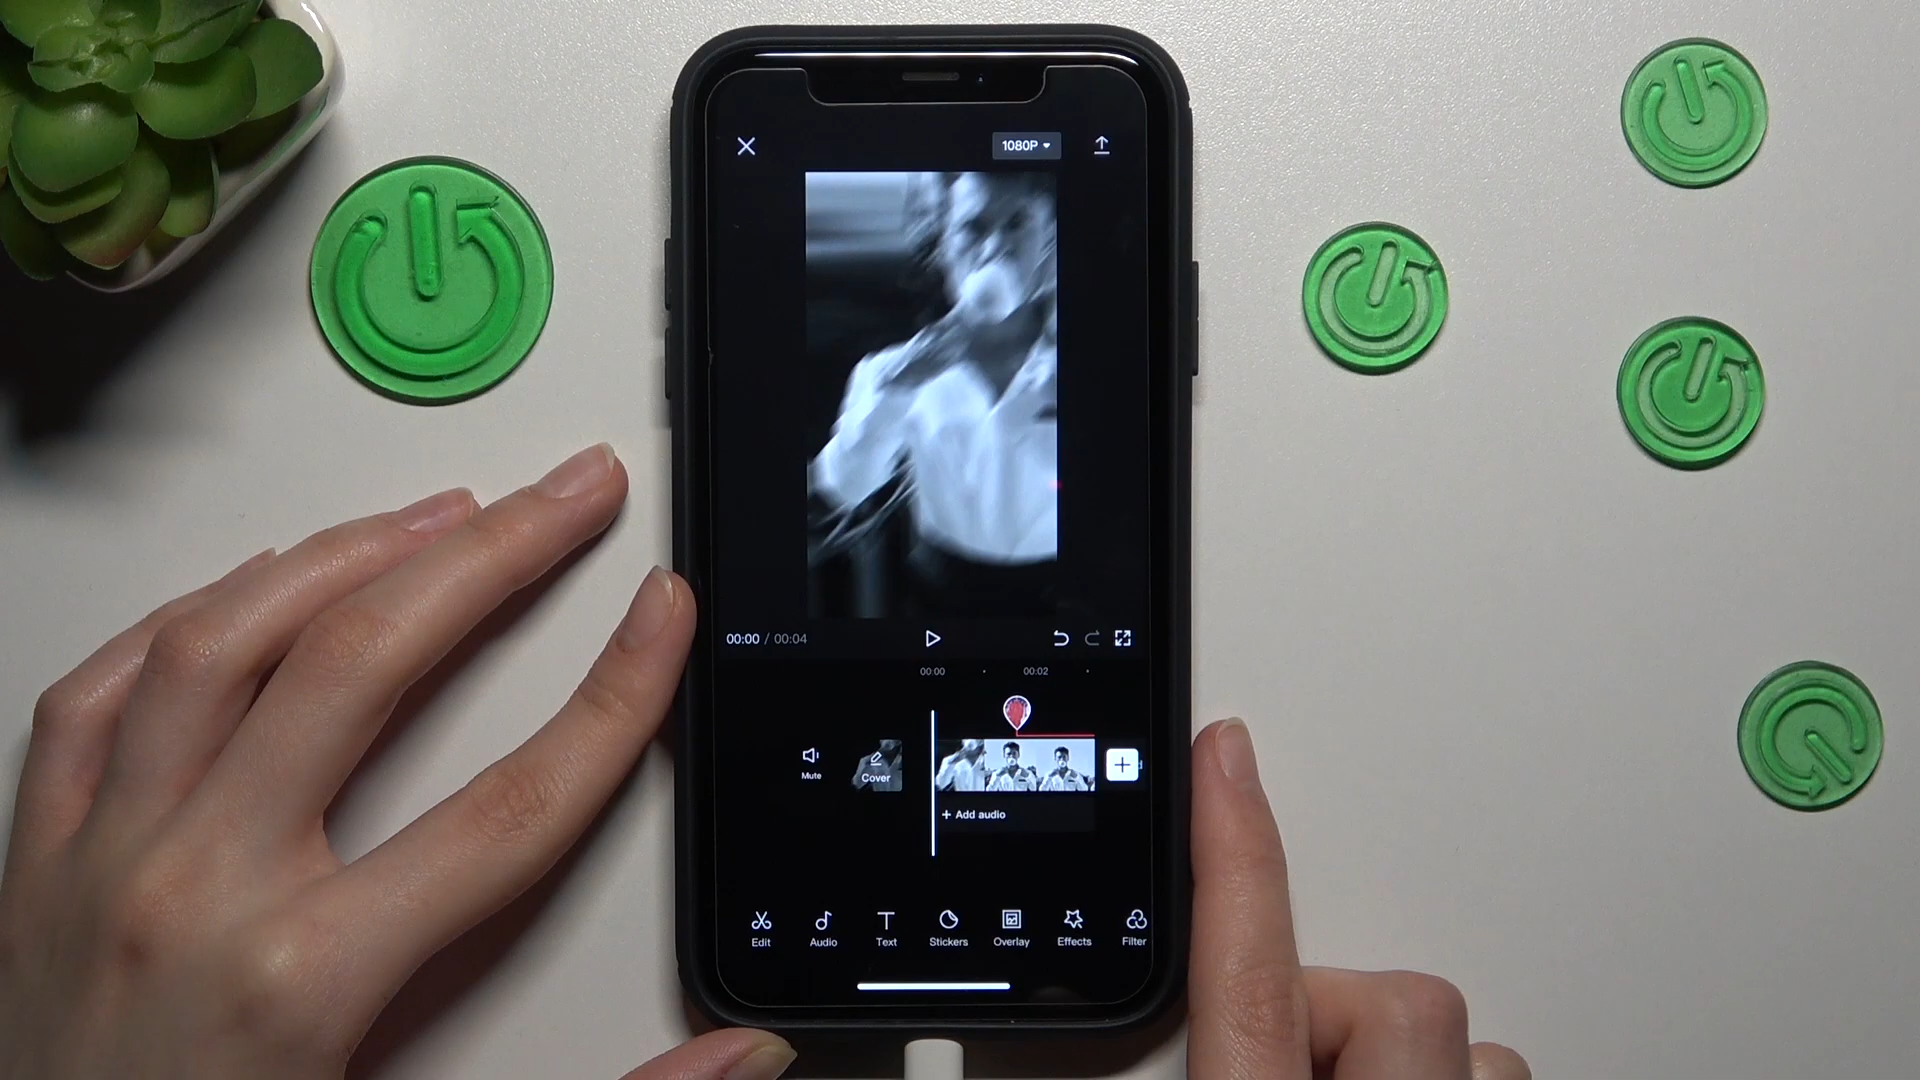 1080P
00:00 / 00:04
00:00
00:02
Mute
Cover
+ Add audio
Edit
Audio
Text
Stickers
Overlay
Effects
Filter